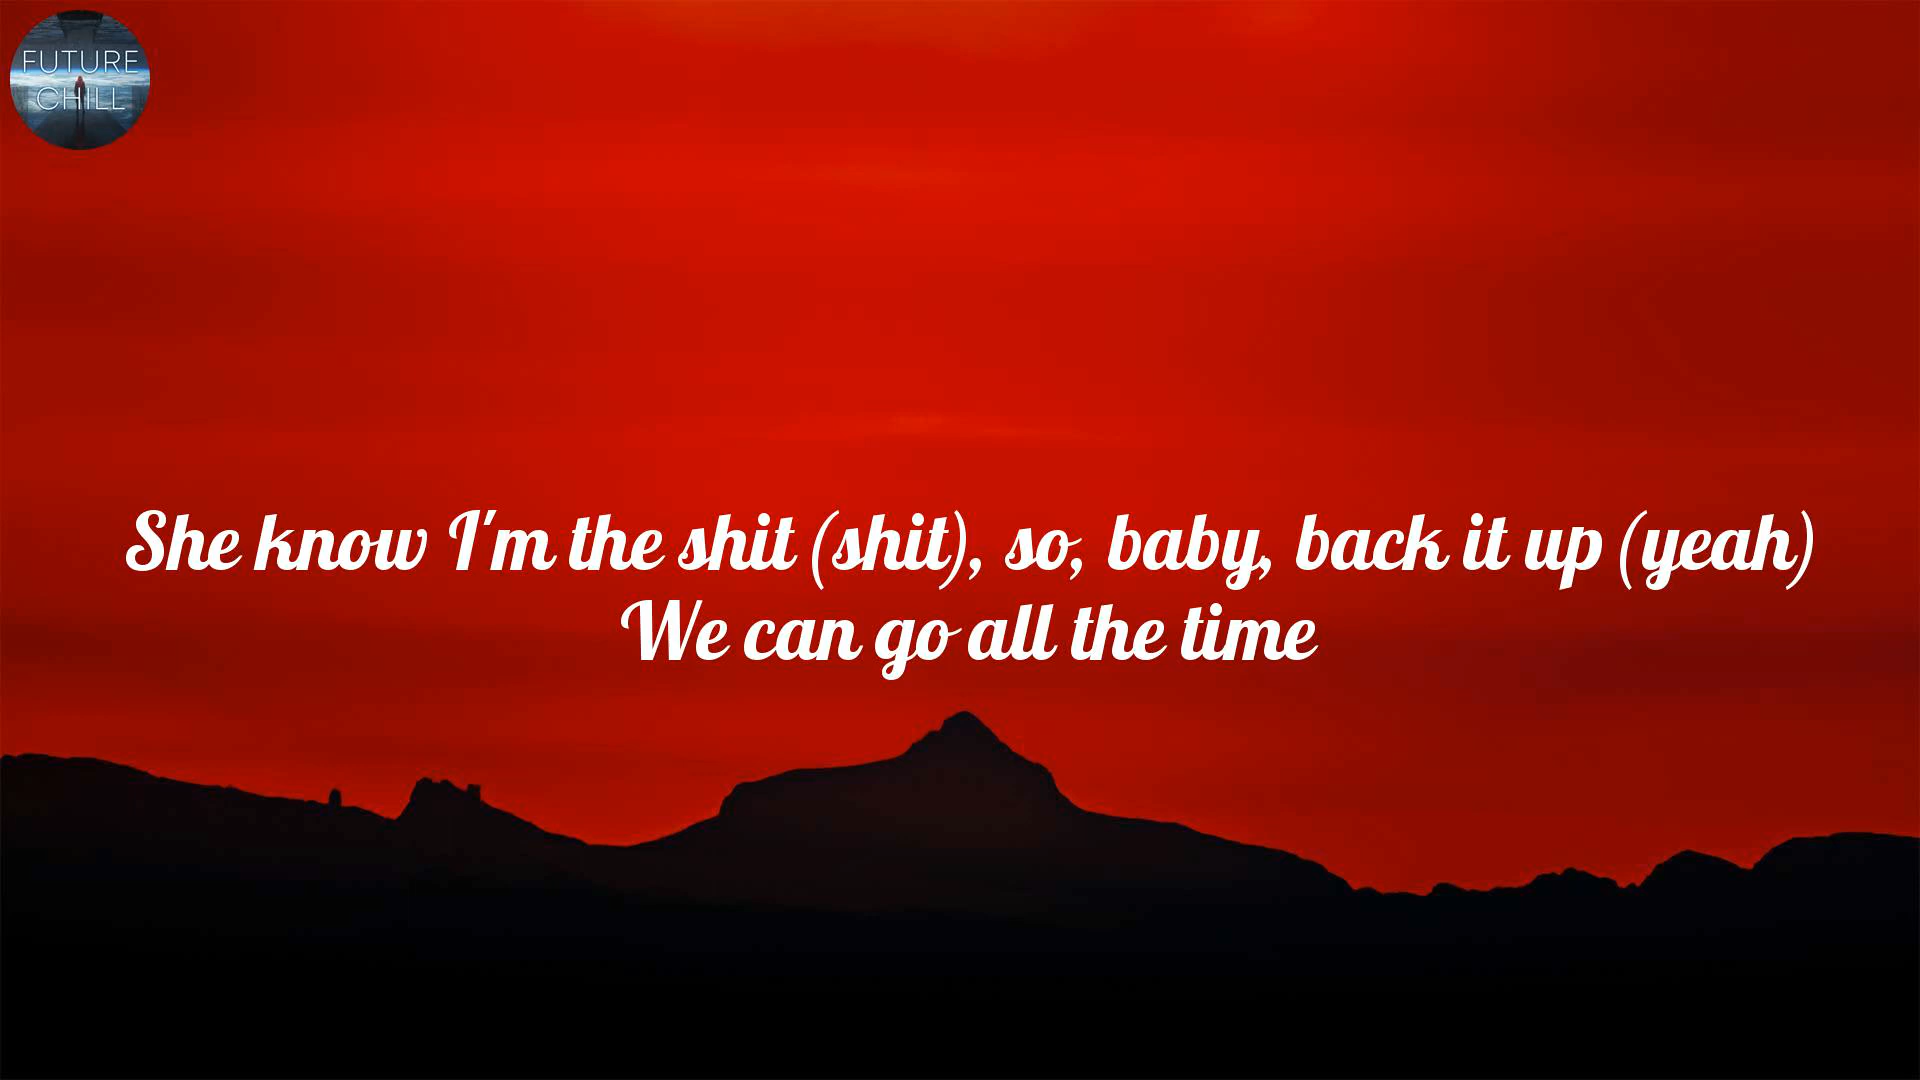 FUTURE
CHILL
She know I'm the shit (shit), so, baby, back it up (yeah)
We can go all the time